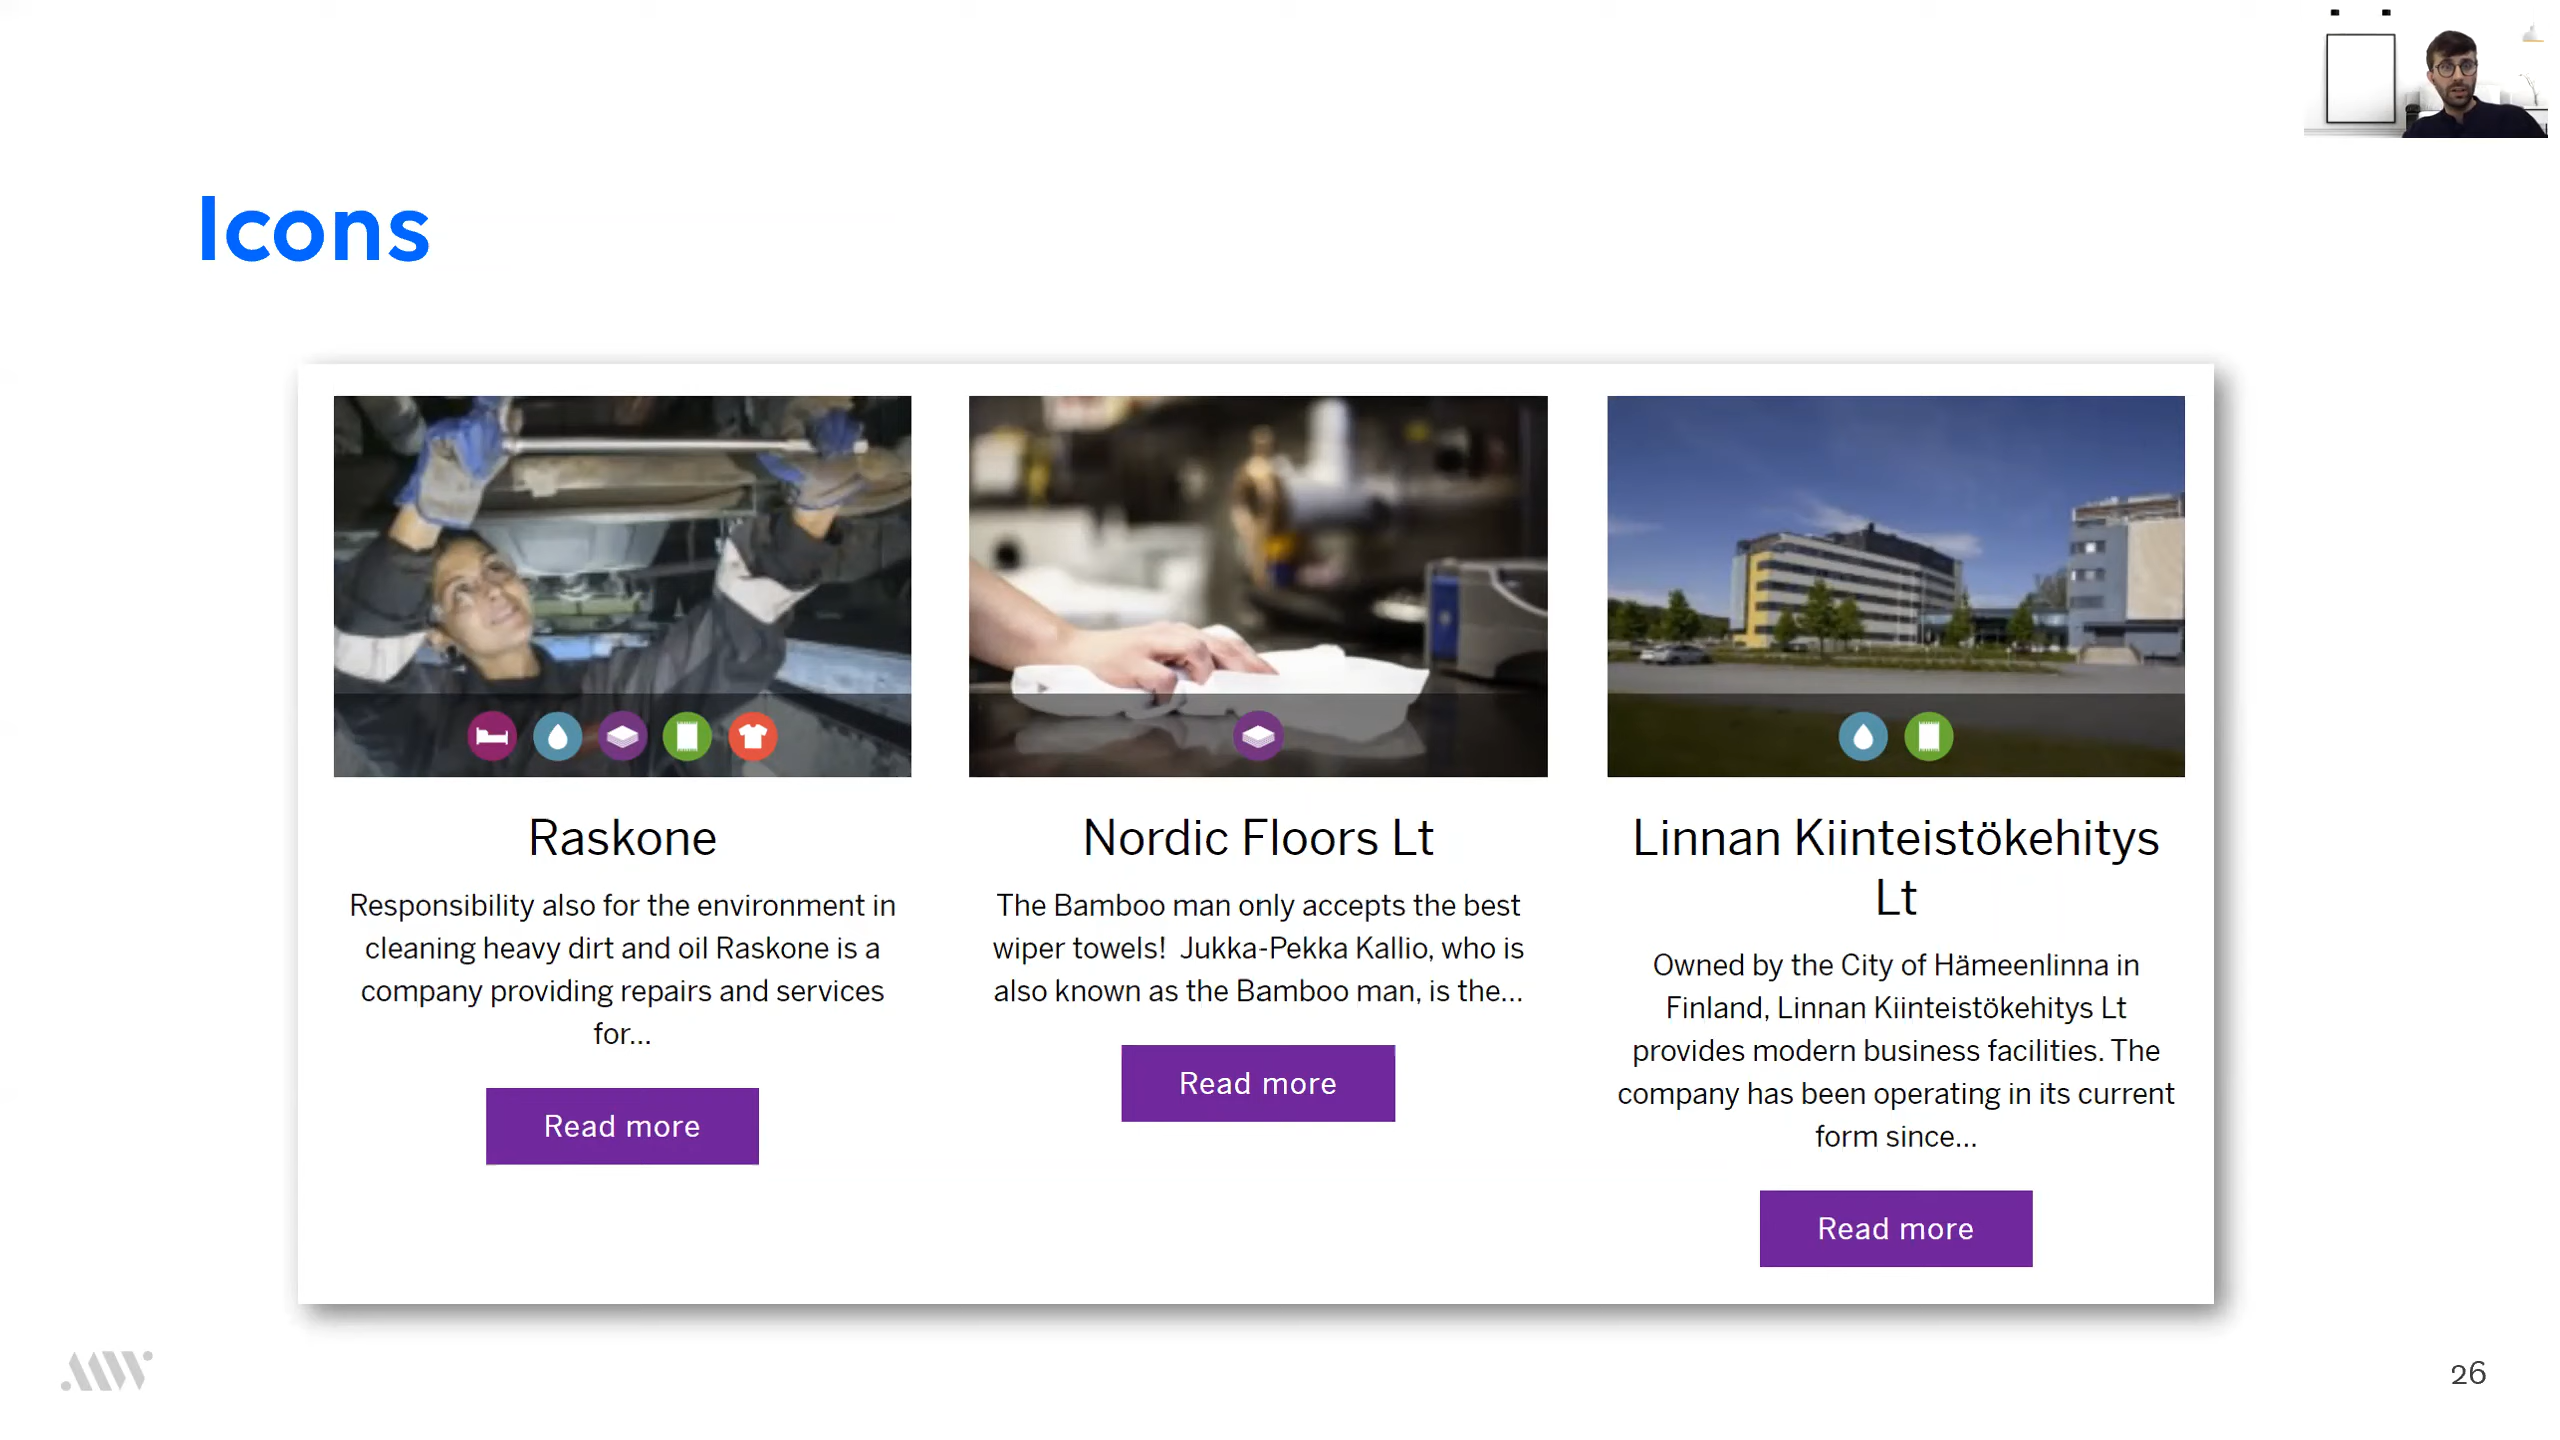 Icons
Raskone
Responsibility also for the environment in
cleaning heavy dirt and oil Raskone is a
company providing repairs and services
for...
Read more
Nordic Floors Lt
The Bamboo man only accepts the best
wiper towels!  Jukka-Pekka Kallio, who is
also known as the Bamboo man, is the...
Read more
Linnan Kiinteistökehitys
Lt
Owned by the City of Hämeenlinna in
Finland, Linnan Kiinteistökehitys Lt
provides modern business facilities. The
company has been operating in its current
form since...
Read more
26